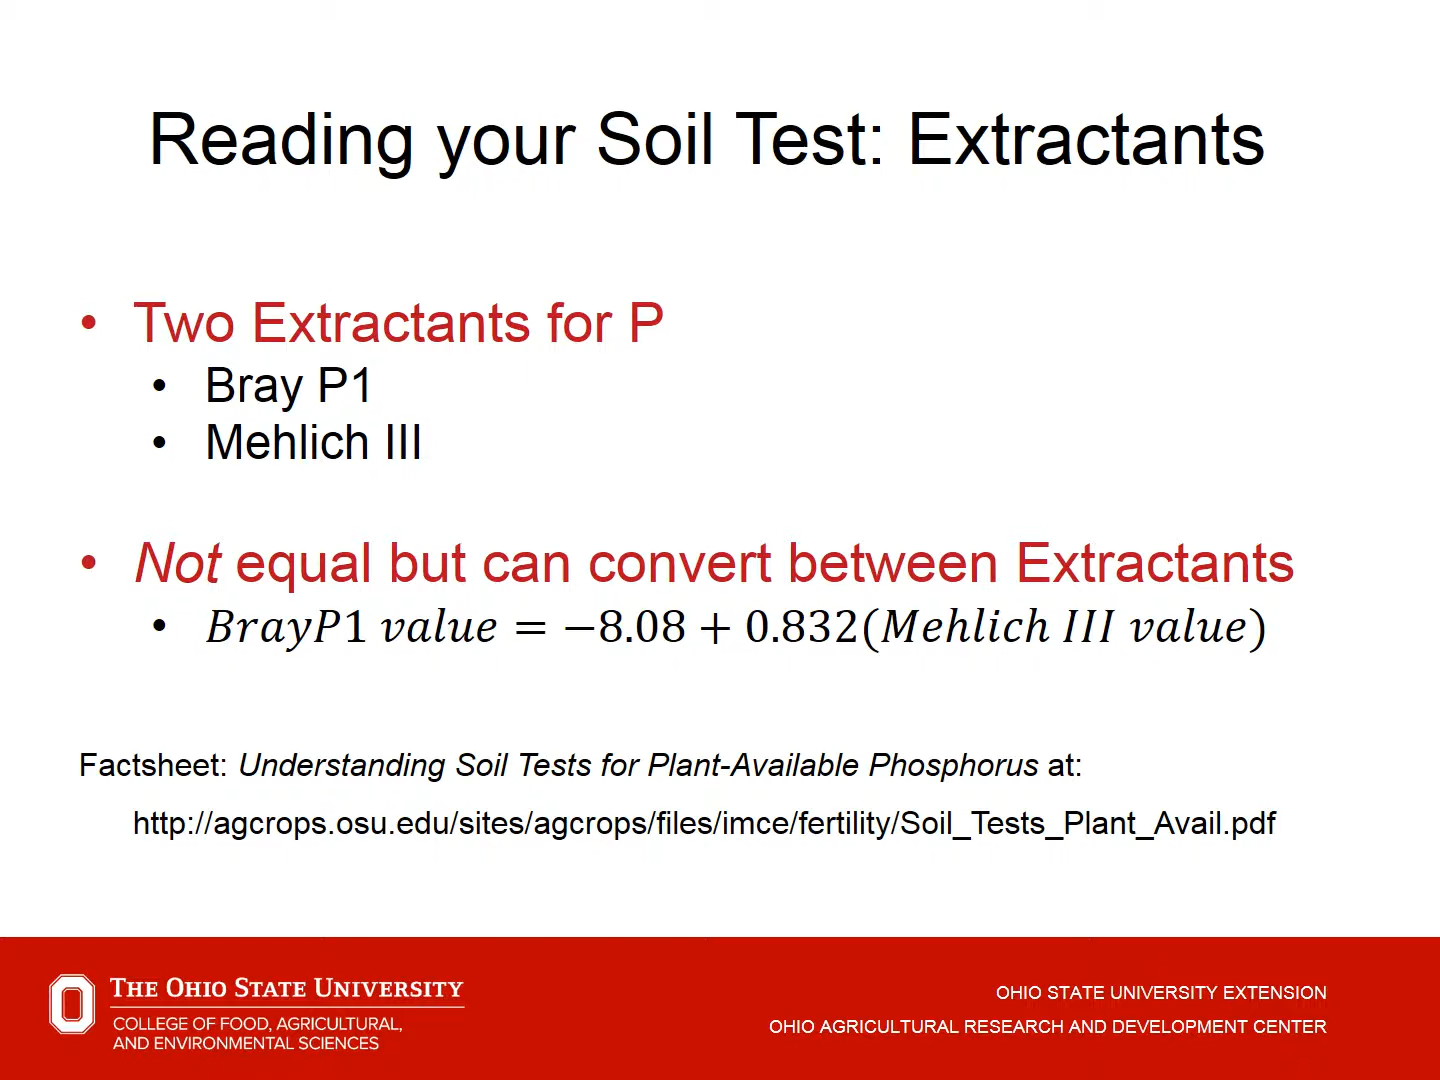 Reading your Soil Test: Extractants
• Two Extractants for P
• Bray P1
• Mehlich III
• Not equal but can convert between Extractants
• BrayP1 value = −8.08 + 0.832(Mehlich III value)
Factsheet: Understanding Soil Tests for Plant-Available Phosphorus at:
http://agcrops.osu.edu/sites/agcrops/files/imce/fertility/Soil_Tests_Plant_Avail.pdf
THE OHIO STATE UNIVERSITY
COLLEGE OF FOOD, AGRICULTURAL,
AND ENVIRONMENTAL SCIENCES
OHIO STATE UNIVERSITY EXTENSION
OHIO AGRICULTURAL RESEARCH AND DEVELOPMENT CENTER